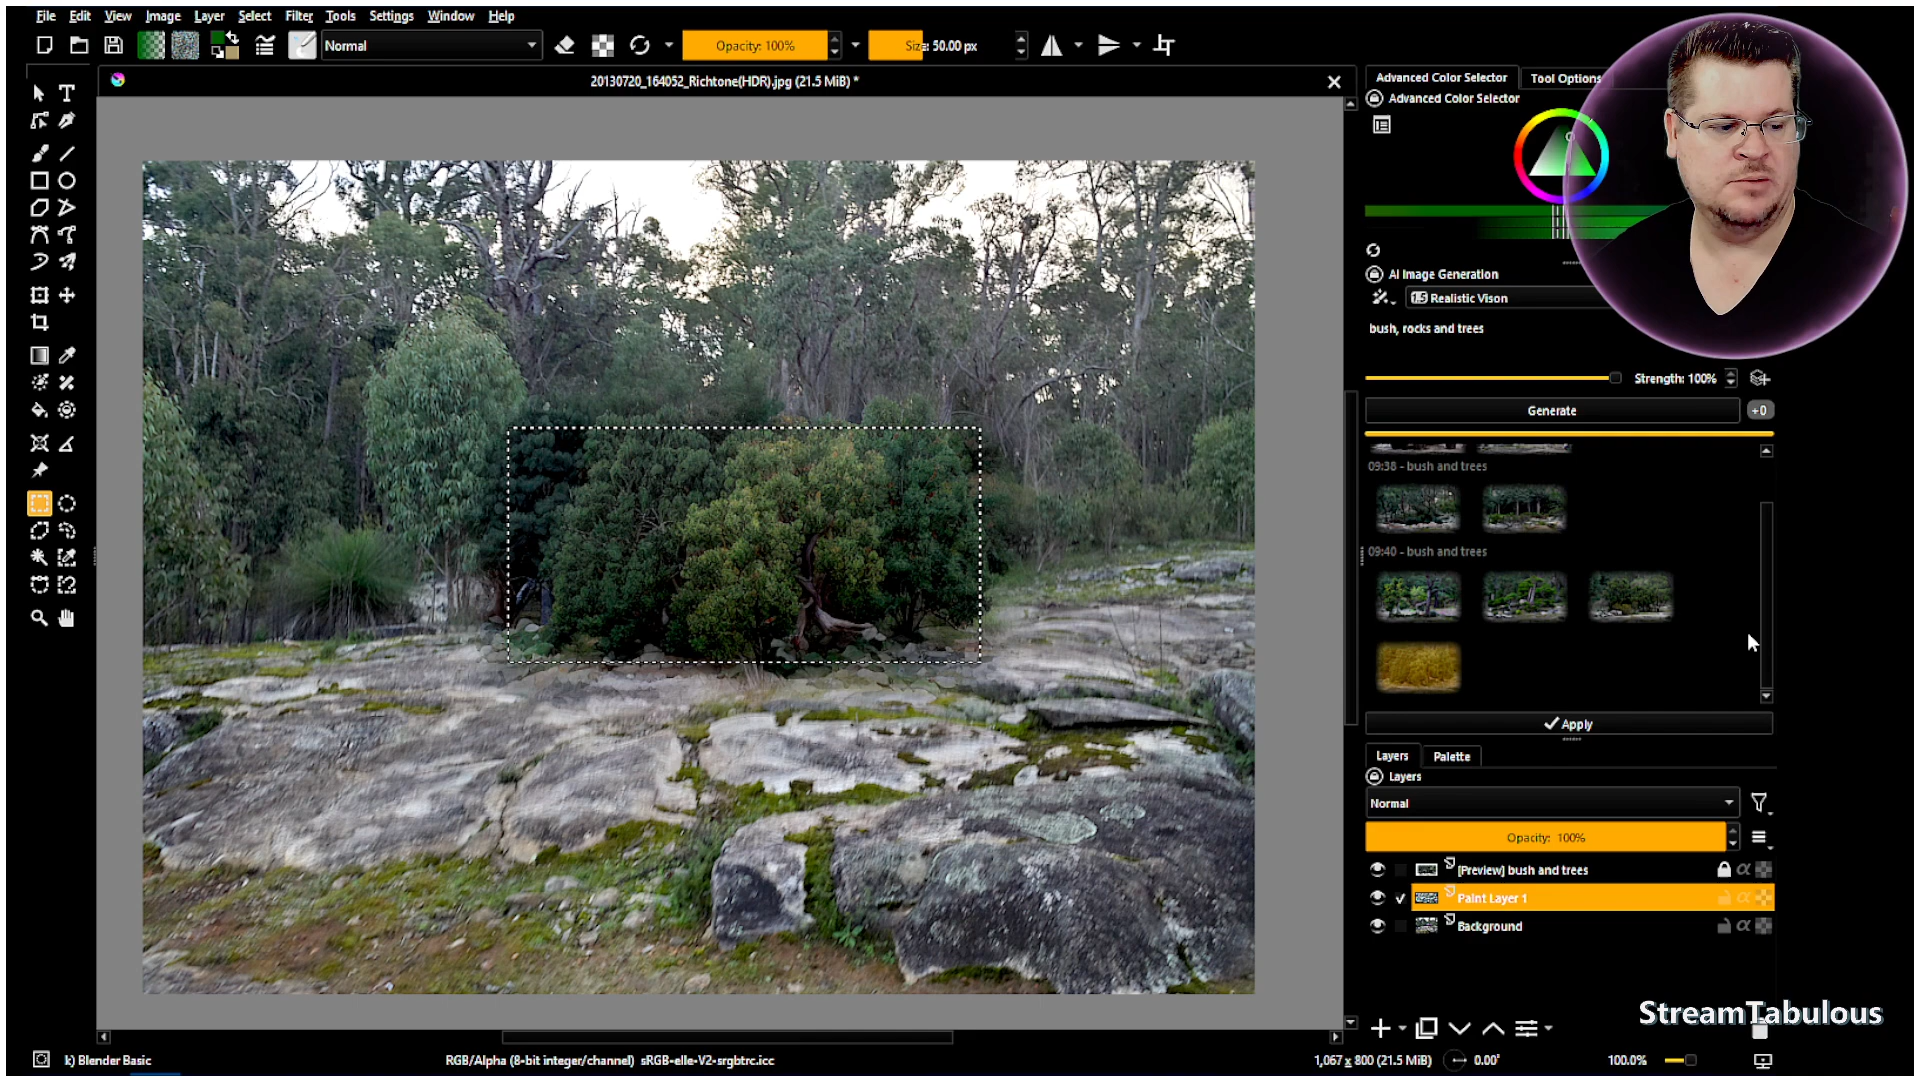 File Edit View Image Layer Select Filter Tools Settings Window Help
Normal Opacity: 100% Size: 50.00 px
20130720_164052_Richtone(HDR).jpg (21.5 MiB) *
Advanced Color Selector Tool Options
Advanced Color Selector
AI Image Generation
1.5 Realistic Vison
bush, rocks and trees
Strength: 100%
Generate +0
09:38 - bush and trees
09:40 - bush and trees
Apply
Layers Palette
Layers
Normal
Opacity: 100%
[Preview] bush and trees
Paint Layer 1
Background
StreamTabulous
k) Blender Basic RGB/Alpha (8-bit integer/channel) sRGB-elle-V2-srgbtrc.icc 1,067 x 800 (21.5 MiB) 0.00° 100.0%